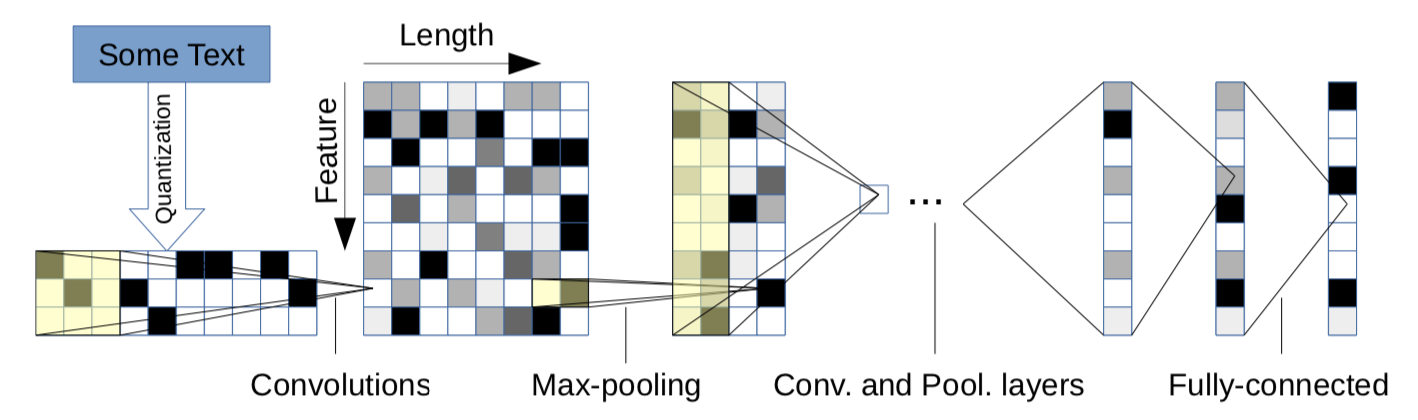 Some Text
Quantization
Length
Feature
...
Convolutions
Max-pooling
Conv. and Pool. layers
Fully-connected